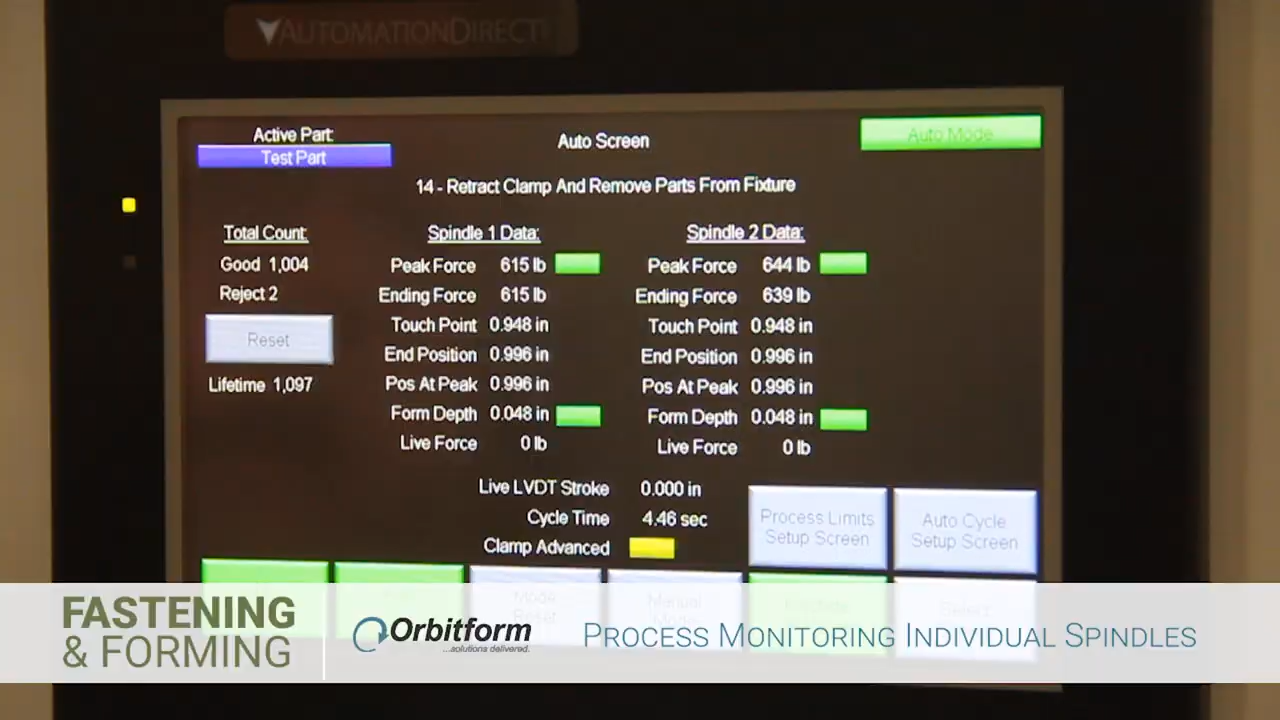 AUTOMATIONDIRECT
Active Part:
Test Part
Auto Screen
Auto Mode
14 - Retract Clamp And Remove Parts From Fixture
Total Count:
Good 1,004
Reject 2
Reset
Lifetime 1,097
Spindle 1 Data:
Peak Force 615 lb
Ending Force 615 lb
Touch Point 0.948 in
End Position 0.996 in
Pos At Peak 0.996 in
Form Depth 0.048 in
Live Force 0 lb
Spindle 2 Data:
Peak Force 644 lb
Ending Force 639 lb
Touch Point 0.948 in
End Position 0.996 in
Pos At Peak 0.996 in
Form Depth 0.048 in
Live Force 0 lb
Live LVDT Stroke 0.000 in
Cycle Time 4.46 sec
Clamp Advanced
Process Limits
Setup Screen
Auto Cycle
Setup Screen
Mode
Reset
Manual
Mode
Select
FASTENING
& FORMING
Orbitform
...solutions delivered.
PROCESS MONITORING INDIVIDUAL SPINDLES